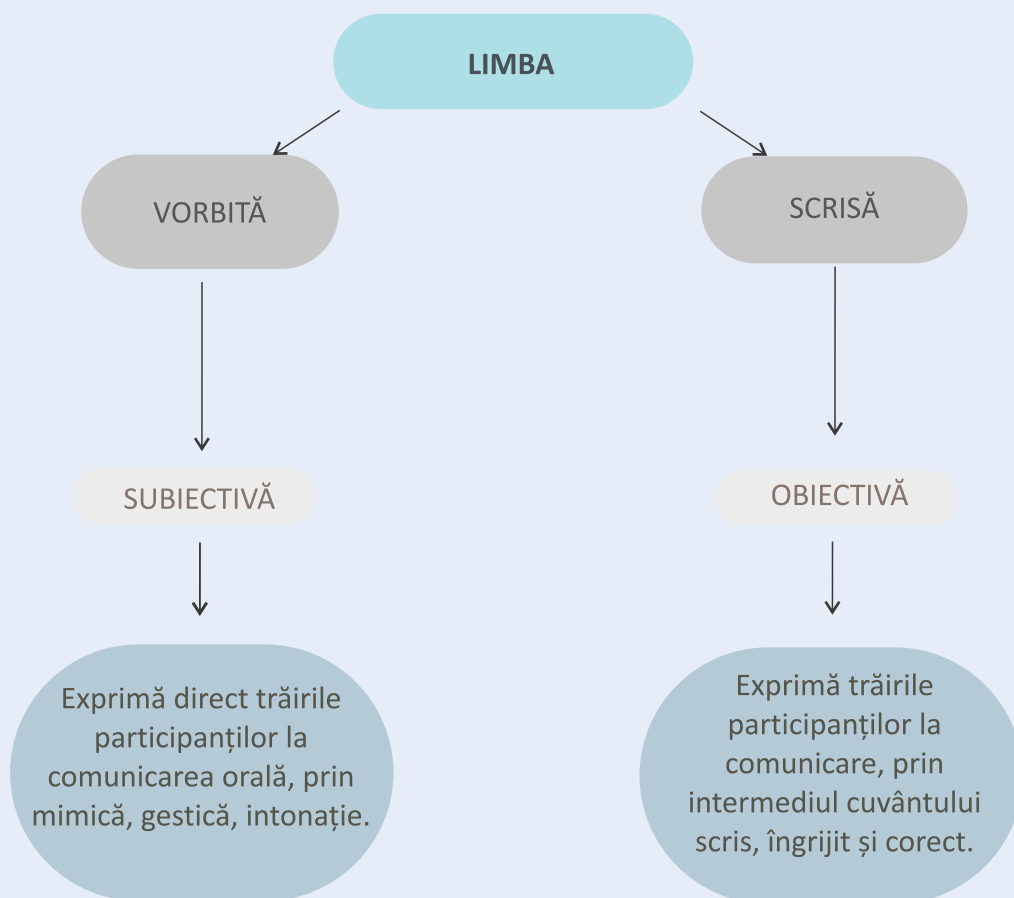 LIMBA
VORBITĂ
SCRISĂ
SUBIECTIVĂ
OBIECTIVĂ
Exprimă direct trăirile
participanților la
comunicarea orală, prin
mimică, gestică, intonație.
Exprimă trăirile
participanților la
comunicare, prin
intermediul cuvântului
scris, îngrijit și corect.